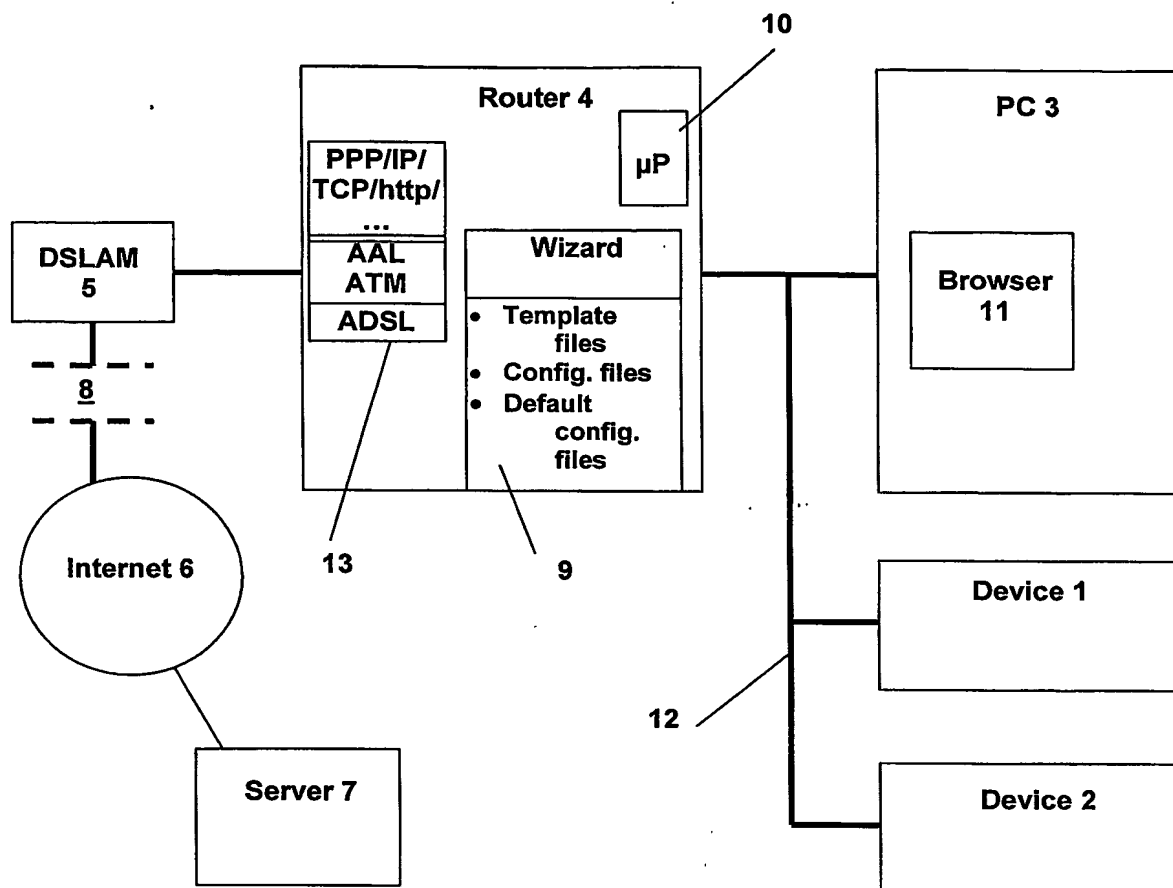 10
Router 4
PC 3
µP
PPP/IP/
TCP/http/
...
AAL
ATM
ADSL
DSLAM
5
Wizard
• Template
files
• Config. files
• Default
config.
files
Browser
11
8
13
9
Internet 6
Device 1
12
Server 7
Device 2